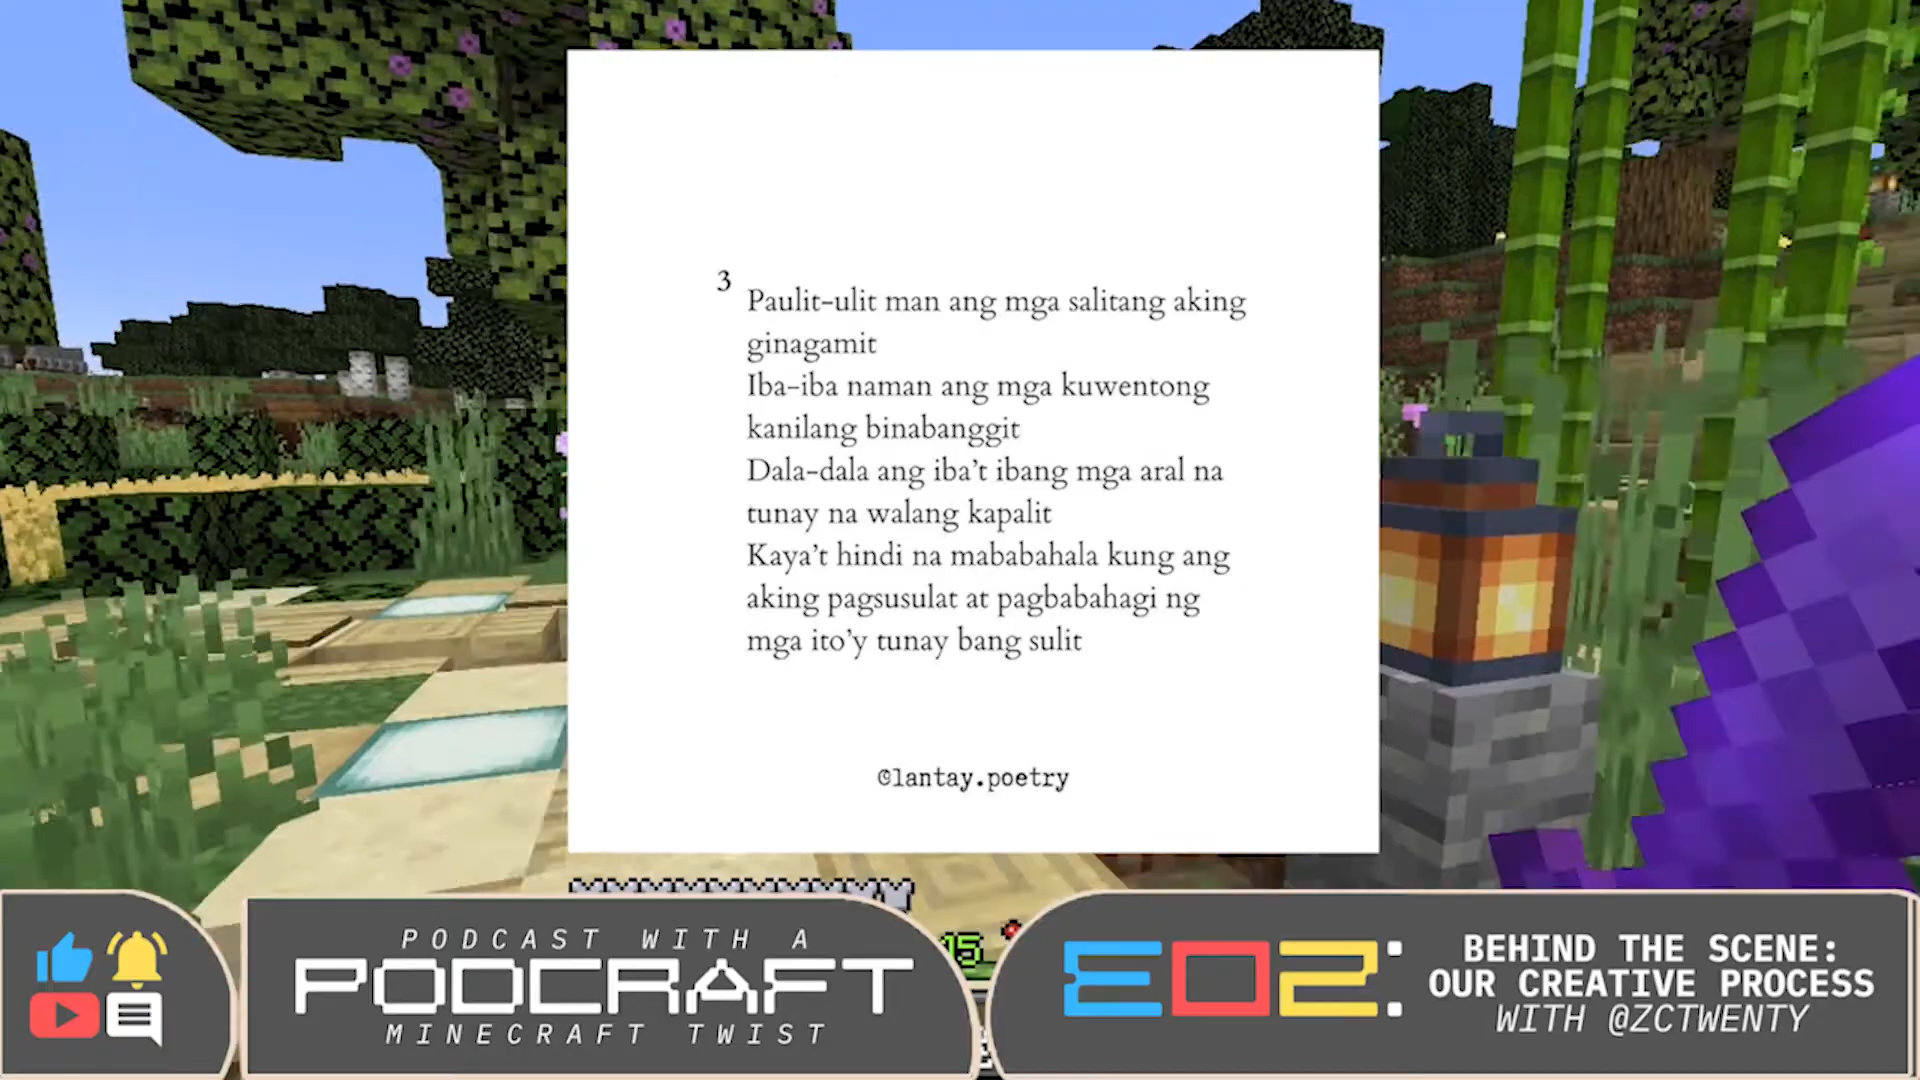 3
Paulit-ulit man ang mga salitang aking
ginagamit
Iba-iba naman ang mga kuwentong
kanilang binabanggit
Dala-dala ang iba't ibang mga aral na
tunay na walang kapalit
Kaya't hindi na mababahala kung ang
aking pagsusulat at pagbabahagi ng
mga ito'y tunay bang sulit
@lantay.poetry
15
PODCAST WITH A
PODCRAFT
MINECRAFT TWIST
E02:
BEHIND THE SCENE:
OUR CREATIVE PROCESS
WITH @ZCTWENTY